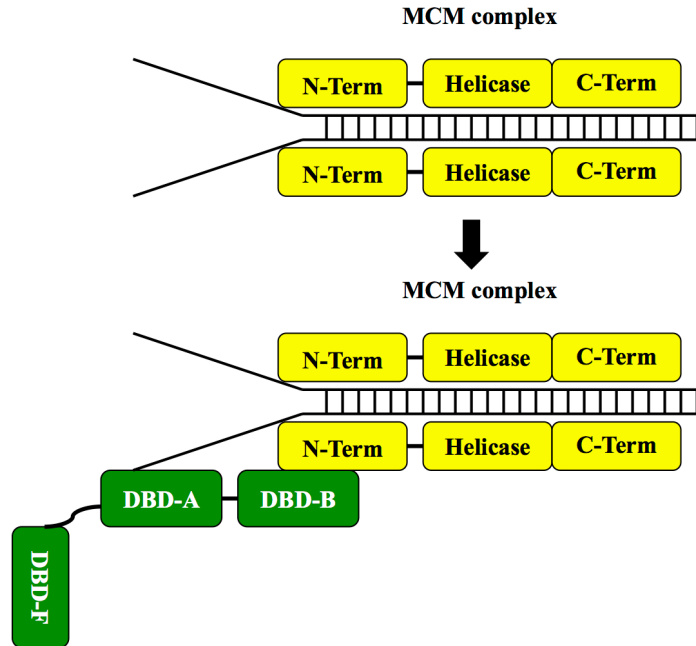 MCM complex
N-Term Helicase C-Term
N-Term Helicase C-Term
MCM complex
N-Term Helicase C-Term
N-Term Helicase C-Term
DBD-A DBD-B
DBD-F